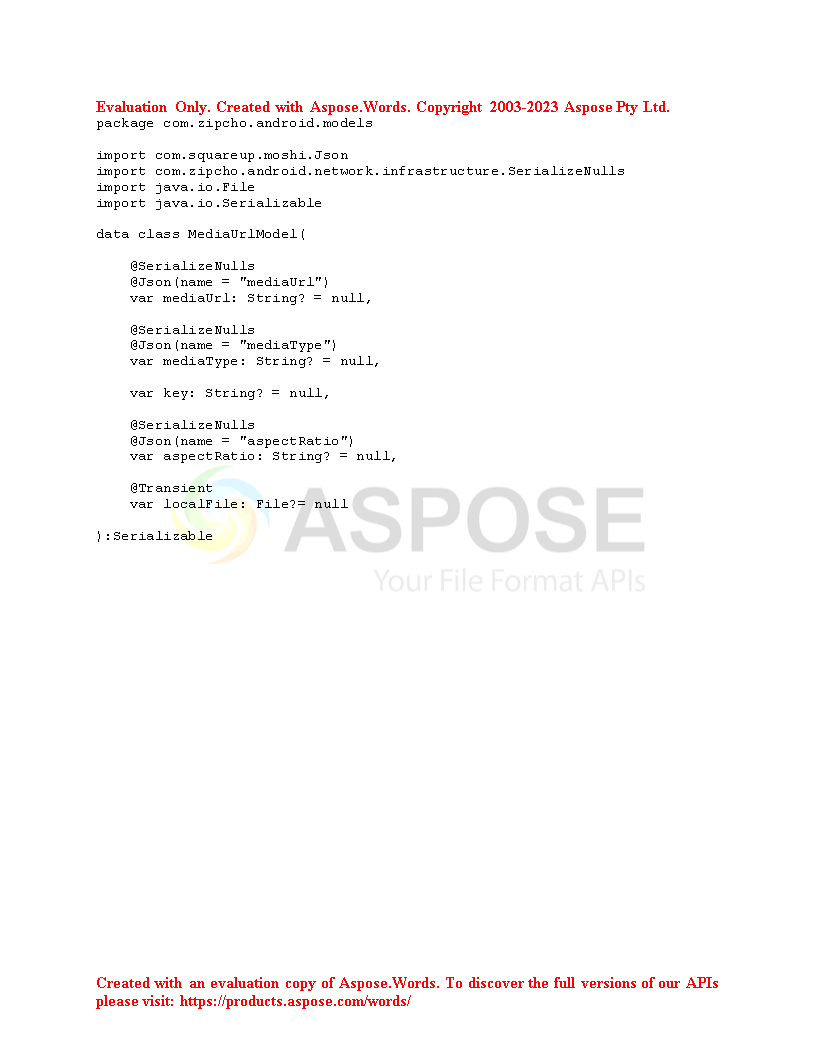 Evaluation Only. Created with Aspose.Words. Copyright 2003-2023 Aspose Pty Ltd.
package com.zipcho.android.models

import com.squareup.moshi.Json
import com.zipcho.android.network.infrastructure.SerializeNulls
import java.io.File
import java.io.Serializable

data class MediaUrlModel(

    @SerializeNulls
    @Json(name = "mediaUrl")
    var mediaUrl: String? = null,

    @SerializeNulls
    @Json(name = "mediaType")
    var mediaType: String? = null,

    var key: String? = null,

    @SerializeNulls
    @Json(name = "aspectRatio")
    var aspectRatio: String? = null,

    @Transient
    var localFile: File?= null

):Serializable
ASPOSE
Your File Format APIs
Created with an evaluation copy of Aspose.Words. To discover the full versions of our APIs
please visit: https://products.aspose.com/words/